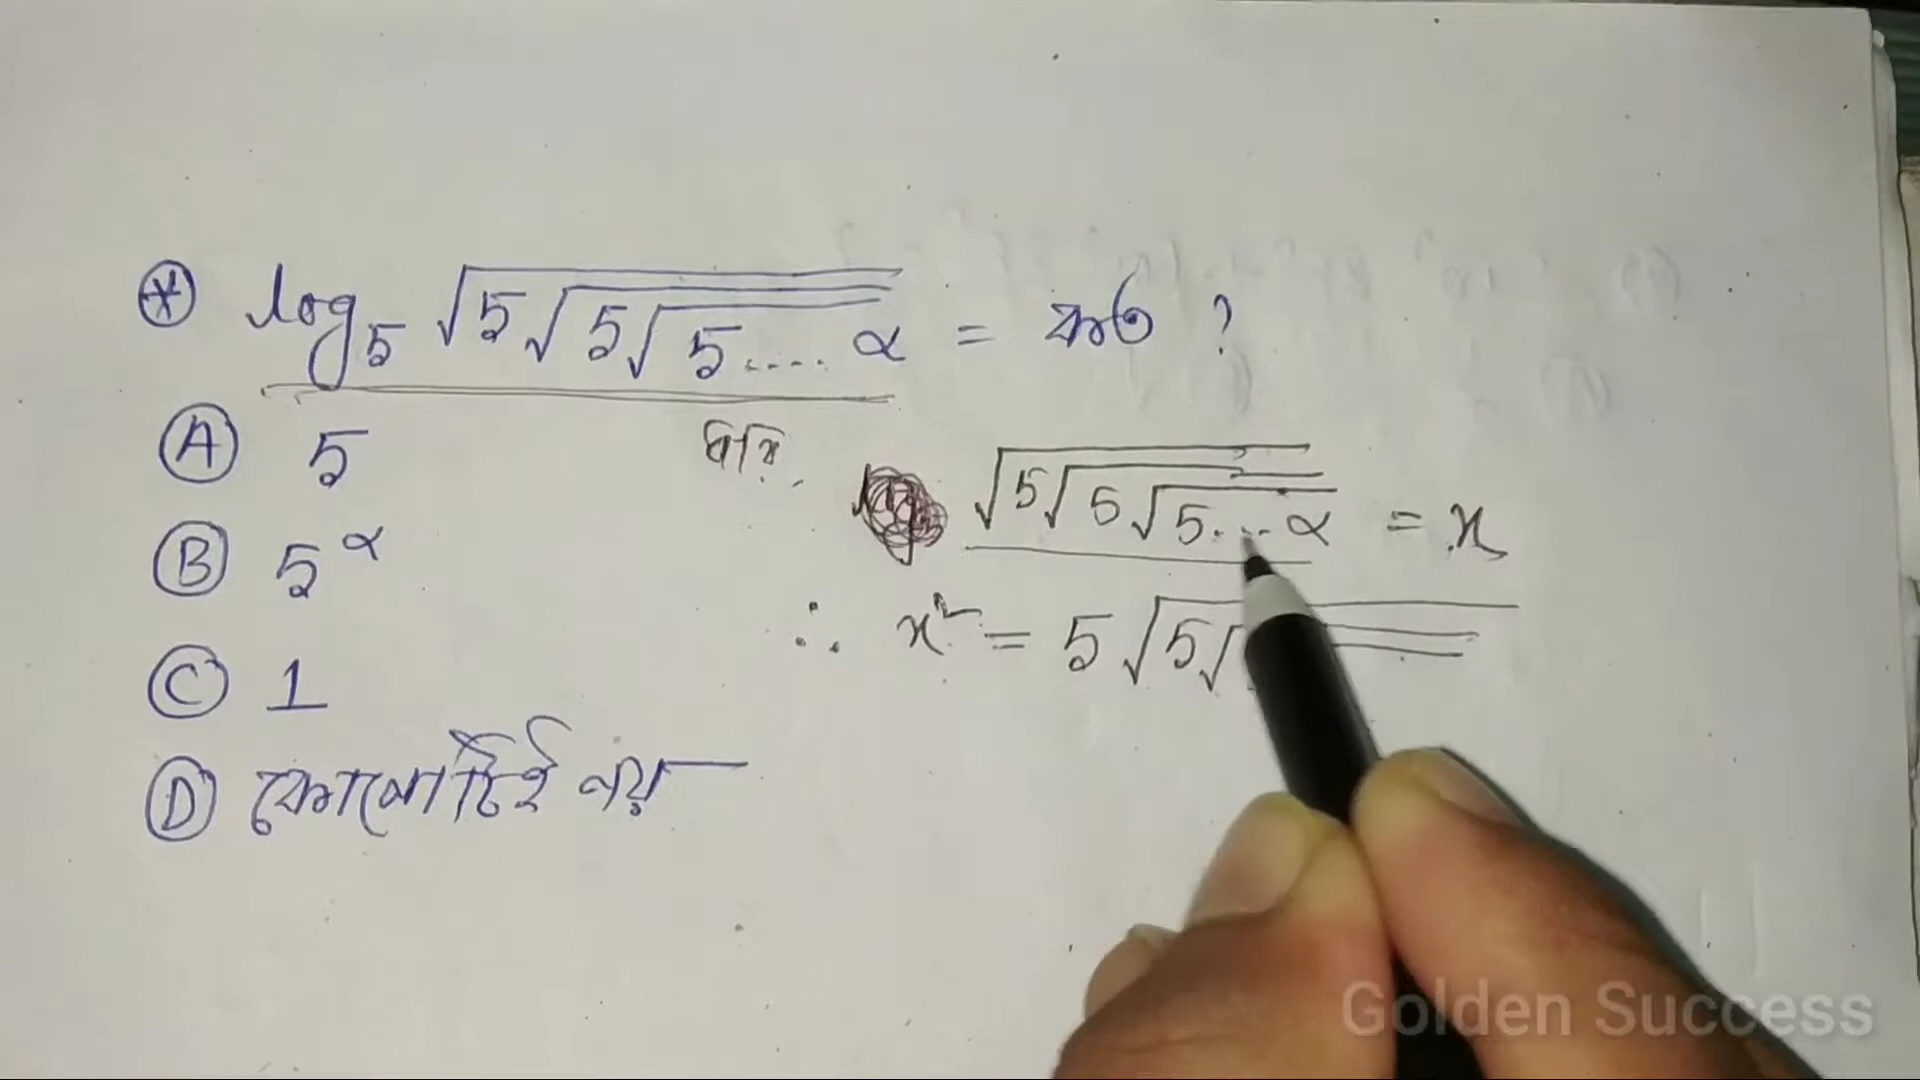 ⊛ log₅ √5√5√5....α = কত ?
Ⓐ 5
Ⓑ 5^α
Ⓒ 1
Ⓓ কোনোটিই নয়
ধরি,
√5√5√5...α = x
∴ x² = 5√5√
Golden Success